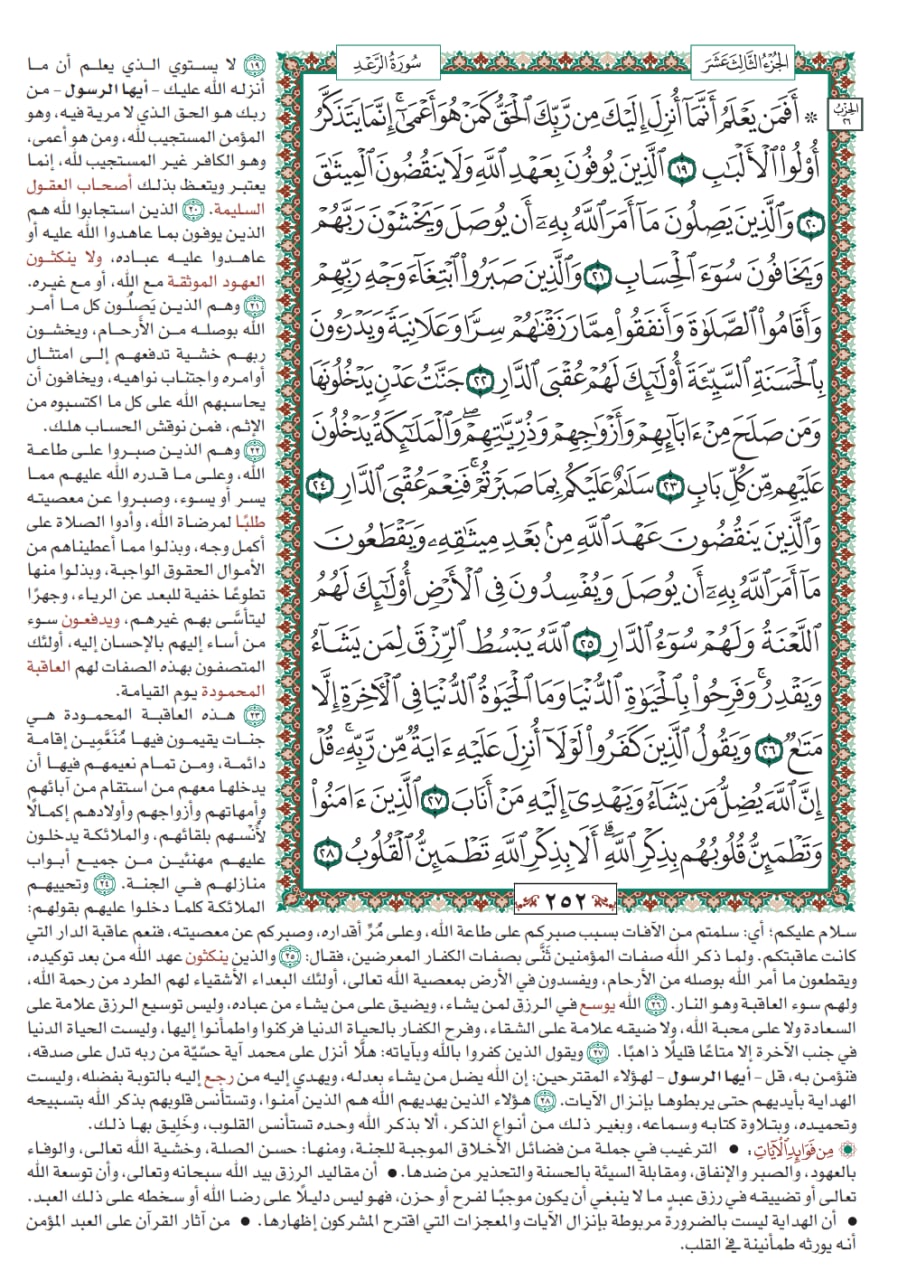 الجُزْءُ الثَّالِثَ عَشَرَ
سُورَةُ الرَّعْدِ
الحِزْبُ
٢٦
۞ أَفَمَن يَعْلَمُ أَنَّمَآ أُنزِلَ إِلَيْكَ مِن رَّبِّكَ ٱلْحَقُّ كَمَنْ هُوَ أَعْمَىٰٓۚ إِنَّمَا يَتَذَكَّرُ
أُو۟لُوا۟ ٱلْأَلْبَـٰبِ ١٩ ٱلَّذِينَ يُوفُونَ بِعَهْدِ ٱللَّهِ وَلَا يَنقُضُونَ ٱلْمِيثَـٰقَ
٢٠ وَٱلَّذِينَ يَصِلُونَ مَآ أَمَرَ ٱللَّهُ بِهِۦٓ أَن يُوصَلَ وَيَخْشَوْنَ رَبَّهُمْ
وَيَخَافُونَ سُوٓءَ ٱلْحِسَابِ ٢١ وَٱلَّذِينَ صَبَرُوا۟ ٱبْتِغَآءَ وَجْهِ رَبِّهِمْ
وَأَقَامُوا۟ ٱلصَّلَوٰةَ وَأَنفَقُوا۟ مِمَّا رَزَقْنَـٰهُمْ سِرًّا وَعَلَانِيَةً وَيَدْرَءُونَ
بِٱلْحَسَنَةِ ٱلسَّيِّئَةَ أُو۟لَـٰٓئِكَ لَهُمْ عُقْبَى ٱلدَّارِ ٢٢ جَنَّـٰتُ عَدْنٍ يَدْخُلُونَهَا
وَمَن صَلَحَ مِنْ ءَابَآئِهِمْ وَأَزْوَٰجِهِمْ وَذُرِّيَّـٰتِهِمْۖ وَٱلْمَلَـٰٓئِكَةُ يَدْخُلُونَ
عَلَيْهِم مِّن كُلِّ بَابٍ ٢٣ سَلَـٰمٌ عَلَيْكُم بِمَا صَبَرْتُمْۚ فَنِعْمَ عُقْبَى ٱلدَّارِ ٢٤
وَٱلَّذِينَ يَنقُضُونَ عَهْدَ ٱللَّهِ مِنۢ بَعْدِ مِيثَـٰقِهِۦ وَيَقْطَعُونَ
مَآ أَمَرَ ٱللَّهُ بِهِۦٓ أَن يُوصَلَ وَيُفْسِدُونَ فِى ٱلْأَرْضِ أُو۟لَـٰٓئِكَ لَهُمُ
ٱللَّعْنَةُ وَلَهُمْ سُوٓءُ ٱلدَّارِ ٢٥ ٱللَّهُ يَبْسُطُ ٱلرِّزْقَ لِمَن يَشَآءُ
وَيَقْدِرُۚ وَفَرِحُوا۟ بِٱلْحَيَوٰةِ ٱلدُّنْيَا وَمَا ٱلْحَيَوٰةُ ٱلدُّنْيَا فِى ٱلْـَٔاخِرَةِ إِلَّا
مَتَـٰعٌ ٢٦ وَيَقُولُ ٱلَّذِينَ كَفَرُوا۟ لَوْلَآ أُنزِلَ عَلَيْهِ ءَايَةٌ مِّن رَّبِّهِۦۚ قُلْ
إِنَّ ٱللَّهَ يُضِلُّ مَن يَشَآءُ وَيَهْدِىٓ إِلَيْهِ مَنْ أَنَابَ ٢٧ ٱلَّذِينَ ءَامَنُوا۟
وَتَطْمَئِنُّ قُلُوبُهُم بِذِكْرِ ٱللَّهِۗ أَلَا بِذِكْرِ ٱللَّهِ تَطْمَئِنُّ ٱلْقُلُوبُ ٢٨
٢٥٢
١٩ لا يستوي الذي يعلم أن ما
أنزله الله عليك - أيها الرسول - من
ربك هو الحق الذي لا مرية فيه، وهو
المؤمن المستجيب لله، ومن هو أعمى،
وهو الكافر غير المستجيب لله، إنما
يعتبر ويتعظ بذلك أصحاب العقول
السليمة. ٢٠ الذين استجابوا لله هم
الذين يوفون بما عاهدوا الله عليه أو
عاهدوا عليه عباده، ولا ينكثون
العهود الموثقة مع الله، أو مع غيره.
٢١ وهم الذين يَصِلُون كل ما أمر
الله بوصله من الأرحام، ويخشون
ربهم خشية تدفعهم إلى امتثال
أوامره واجتناب نواهيه، ويخافون أن
يحاسبهم الله على كل ما اكتسبوه من
الإثم، فمن نوقش الحساب هلك.
٢٢ وهم الذين صبروا على طاعة
الله، وعلى ما قدره الله عليهم مما
يسر أو يسوء، وصبروا عن معصيته
طلبًا لمرضاة الله، وأدوا الصلاة على
أكمل وجه، وبذلوا مما أعطيناهم من
الأموال الحقوق الواجبة، وبذلوا منها
تطوعًا خفية للبعد عن الرياء، وجهرًا
ليتأسَّى بهم غيرهم، ويدفعون سوء
من أساء إليهم بالإحسان إليه، أولئك
المتصفون بهذه الصفات لهم العاقبة
المحمودة يوم القيامة.
٢٣ هذه العاقبة المحمودة هي
جنات يقيمون فيها مُنَعَّمِين إقامة
دائمة، ومن تمام نعيمهم فيها أن
يدخلها معهم من استقام من آبائهم
وأمهاتهم وأزواجهم وأولادهم إكمالًا
لأُنْسهم بلقائهم، والملائكة يدخلون
عليهم مهنئين من جميع أبواب
منازلهم في الجنة. ٢٤ وتحييهم
الملائكة كلما دخلوا عليهم بقولهم:
سلام عليكم؛ أي: سلمتم من الآفات بسبب صبركم على طاعة الله، وعلى مُرِّ أقداره، وصبركم عن معصيته، فنعم عاقبة الدار التي
كانت عاقبتكم. ولما ذكر الله صفات المؤمنين ثَنَّى بصفات الكفار المعرضين، فقال: ٢٥ والذين ينكثون عهد الله من بعد توكيده،
ويقطعون ما أمر الله بوصله من الأرحام، ويفسدون في الأرض بمعصية الله تعالى، أولئك البعداء الأشقياء لهم الطرد من رحمة الله،
ولهم سوء العاقبة وهو النار. ٢٦ الله يوسع في الرزق لمن يشاء، ويضيق على من يشاء من عباده، وليس توسيع الرزق علامة على
السعادة ولا على محبة الله، ولا ضيقه علامة على الشقاء، وفرح الكفار بالحياة الدنيا فركنوا واطمأنوا إليها، وليست الحياة الدنيا
في جنب الآخرة إلا متاعًا قليلًا ذاهبًا. ٢٧ ويقول الذين كفروا بالله وبآياته: هلَّا أنزل على محمد آية حسِّيّة من ربه تدل على صدقه،
فنؤمن به، قل - أيها الرسول - لهؤلاء المقترحين: إن الله يضل من يشاء بعدله، ويهدي إليه من رجع إليه بالتوبة بفضله، وليست
الهداية بأيديهم حتى يربطوها بإنزال الآيات. ٢٨ هؤلاء الذين يهديهم الله هم الذين آمنوا، وتستأنس قلوبهم بذكر الله بتسبيحه
وتحميده، وبتلاوة كتابه وسماعه، وبغير ذلك من أنواع الذكر، ألا بذكر الله وحده تستأنس القلوب، وخَلِيق بها ذلك.
مِن فَوَائِدِ الآيَاتِ: • الترغيب في جملة من فضائل الأخلاق الموجبة للجنة، ومنها: حسن الصلة، وخشية الله تعالى، والوفاء
بالعهود، والصبر والإنفاق، ومقابلة السيئة بالحسنة والتحذير من ضدها. • أن مقاليد الرزق بيد الله سبحانه وتعالى، وأن توسعة الله
تعالى أو تضييقه في رزق عبدٍ ما لا ينبغي أن يكون موجبًا لفرح أو حزن، فهو ليس دليلًا على رضا الله أو سخطه على ذلك العبد.
• أن الهداية ليست بالضرورة مربوطة بإنزال الآيات والمعجزات التي اقترح المشركون إظهارها. • من آثار القرآن على العبد المؤمن
أنه يورثه طمأنينة في القلب.